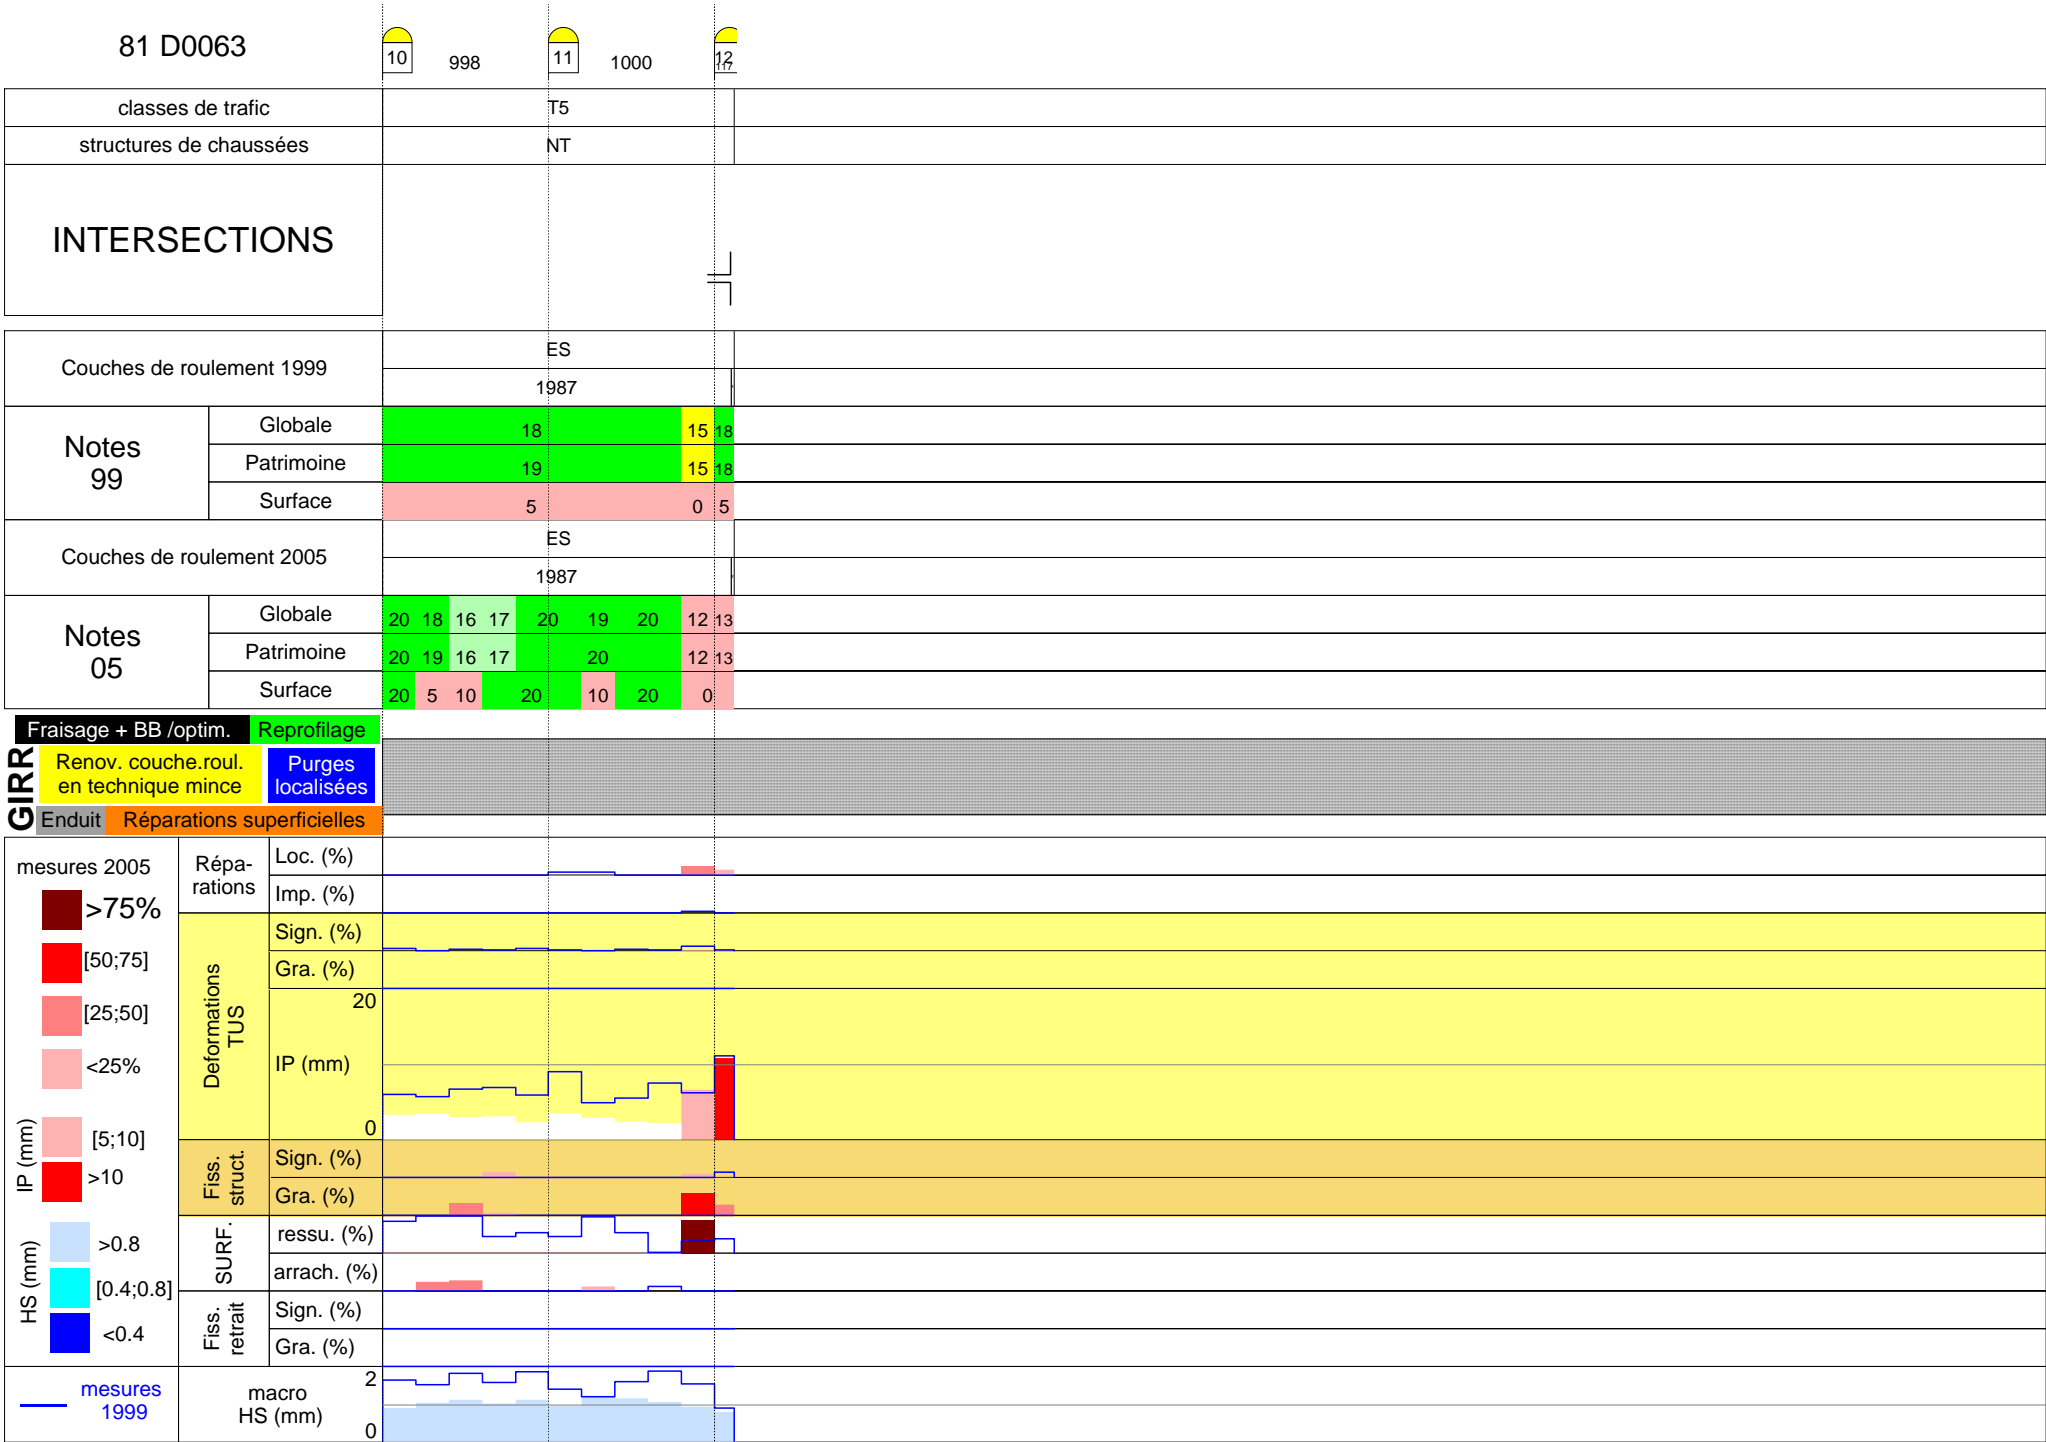 81 D0063
10 998 11 1000 12
117
classes de trafic T5
structures de chaussées NT
INTERSECTIONS
Couches de roulement 1999
ES
1987
Notes
99
Globale 18 15 18
Patrimoine 19 15 18
Surface 5 0 5
Couches de roulement 2005
ES
1987
Notes
05
Globale 20 18 16 17 20 19 20 12 13
Patrimoine 20 19 16 17 20 12 13
Surface 20 5 10 20 10 20 0
GIRR
Fraisage + BB /optim. Reprofilage
Renov. couche.roul.
en technique mince
Purges
localisées
Enduit Réparations superficielles
mesures 2005
>75%
[50;75]
[25;50]
<25%
IP (mm)
[5;10]
>10
HS (mm)
>0.8
[0.4;0.8]
<0.4
mesures
1999
Répa-
rations
Loc. (%)
Imp. (%)
Deformations
TUS
Sign. (%)
Gra. (%)
20
IP (mm)
0
Fiss.
struct.
Sign. (%)
Gra. (%)
SURF.
ressu. (%)
arrach. (%)
Fiss.
retrait
Sign. (%)
Gra. (%)
macro
HS (mm)
2
0